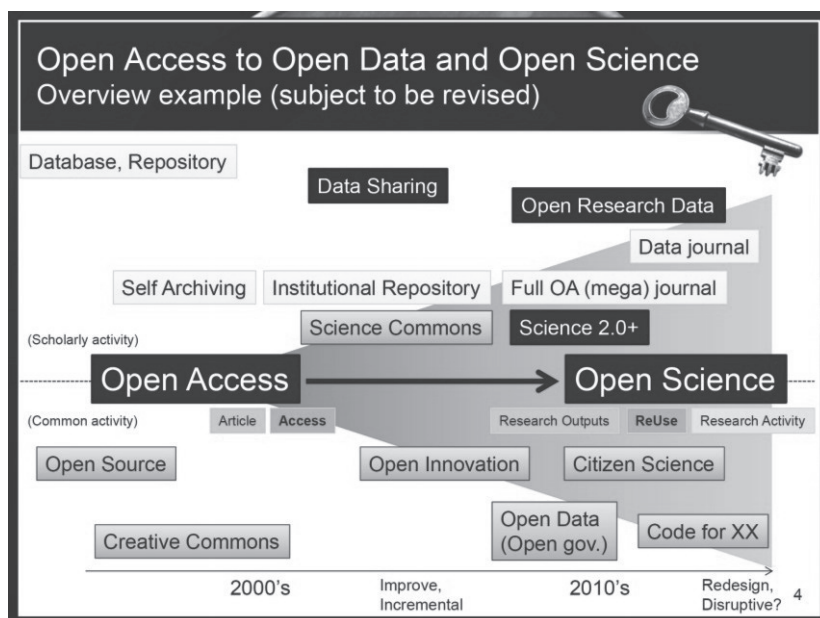 Open Access to Open Data and Open Science
Overview example (subject to be revised)
Database, Repository
Data Sharing
Open Research Data
Data journal
Self Archiving
Institutional Repository
Full OA (mega) journal
Science Commons
Science 2.0+
(Scholarly activity)
Open Access
Open Science
(Common activity)
Article
Access
Research Outputs
ReUse
Research Activity
Open Source
Open Innovation
Citizen Science
Creative Commons
Open Data
(Open gov.)
Code for XX
2000's
Improve,
Incremental
2010's
Redesign,
Disruptive?
4